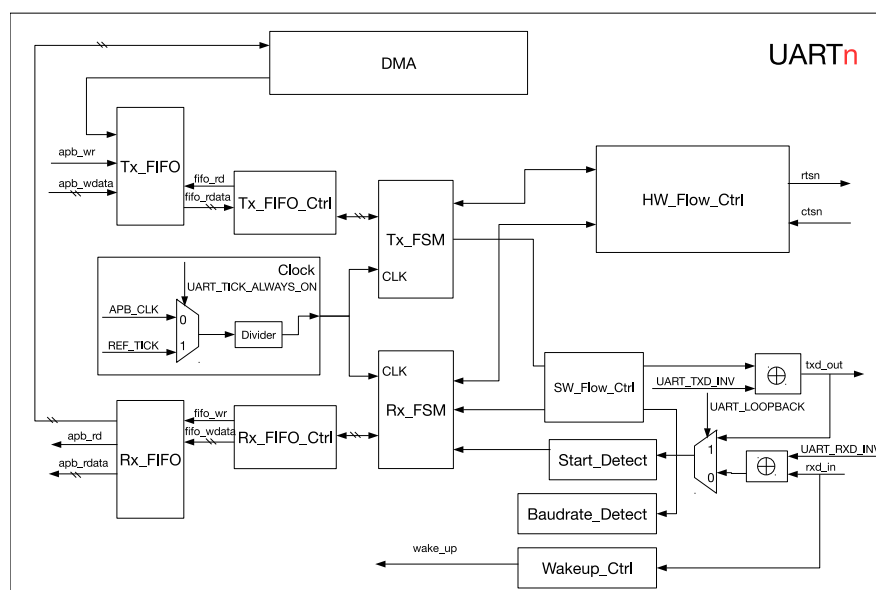 UARTn
DMA
apb_wr
Tx_FIFO
apb_wdata
fifo_rd
fifo_rdata
Tx_FIFO_Ctrl
Tx_FSM
CLK
HW_Flow_Ctrl
rtsn
ctsn
Clock
UART_TICK_ALWAYS_ON
APB_CLK
0
REF_TICK
1
Divider
CLK
Rx_FSM
SW_Flow_Ctrl
UART_TXD_INV
txd_out
UART_LOOPBACK
fifo_wr
fifo_wdata
Rx_FIFO_Ctrl
Rx_FIFO
apb_rd
apb_rdata
Start_Detect
1
0
UART_RXD_INV
rxd_in
Baudrate_Detect
wake_up
Wakeup_Ctrl